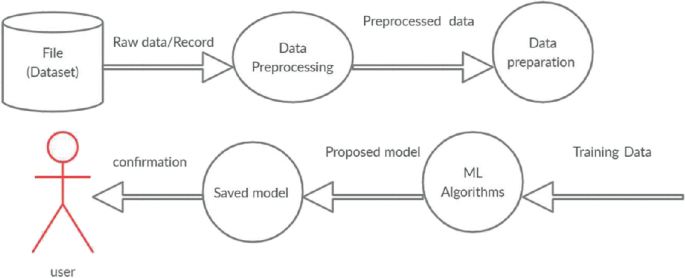 File
(Dataset)
Raw data/Record
Data
Preprocessing
Preprocessed data
Data
preparation
user
confirmation
Saved model
Proposed model
ML
Algorithms
Training Data